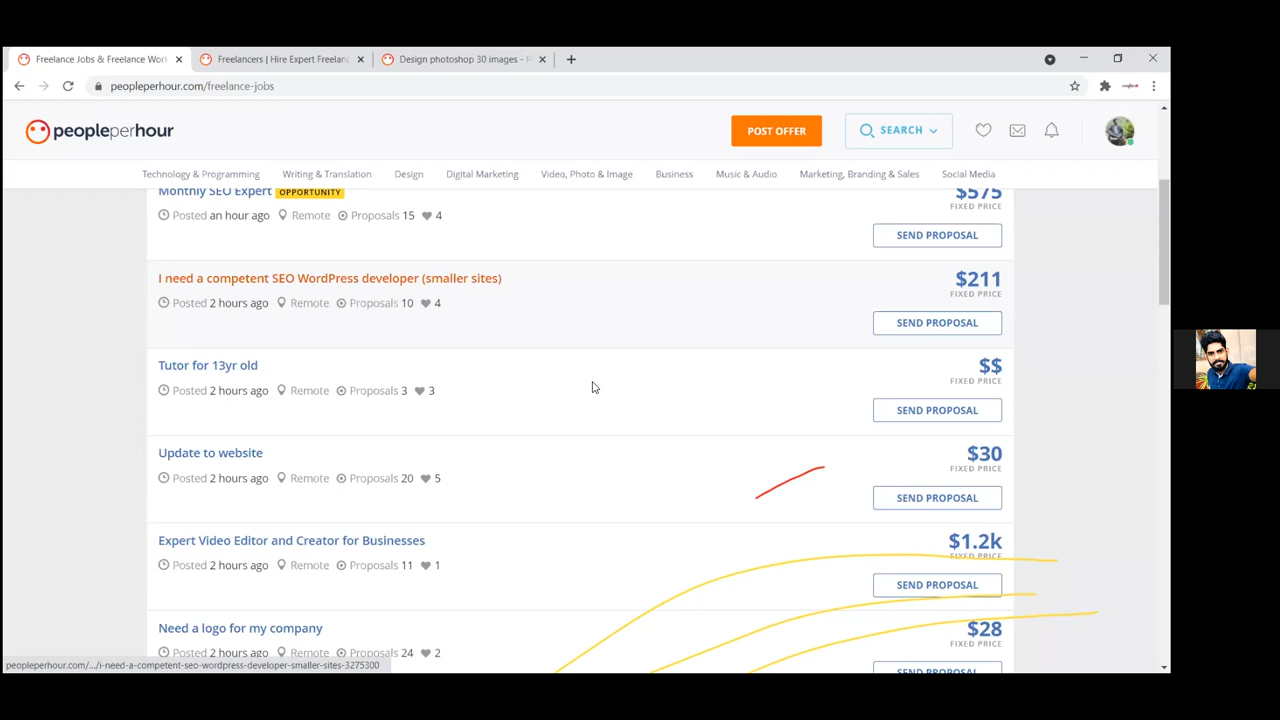 Freelance Jobs & Freelance Wor
Freelancers | Hire Expert Freelanc
Design photoshop 30 images - P
peopleperhour.com/freelance-jobs
peopleperhour
POST OFFER
SEARCH
Technology & Programming Writing & Translation Design Digital Marketing Video, Photo & Image Business Music & Audio Marketing, Branding & Sales Social Media
Monthly SEO Expert OPPORTUNITY
$575
FIXED PRICE
Posted an hour ago Remote Proposals 15 4
SEND PROPOSAL
I need a competent SEO WordPress developer (smaller sites)
$211
FIXED PRICE
Posted 2 hours ago Remote Proposals 10 4
SEND PROPOSAL
Tutor for 13yr old
$$
FIXED PRICE
Posted 2 hours ago Remote Proposals 3 3
SEND PROPOSAL
Update to website
$30
FIXED PRICE
Posted 2 hours ago Remote Proposals 20 5
SEND PROPOSAL
Expert Video Editor and Creator for Businesses
$1.2k
FIXED PRICE
Posted 2 hours ago Remote Proposals 11 1
SEND PROPOSAL
Need a logo for my company
$28
FIXED PRICE
Posted 2 hours ago Remote Proposals 24 2
SEND PROPOSAL
peopleperhour.com/.../i-need-a-competent-seo-wordpress-developer-smaller-sites-3275300